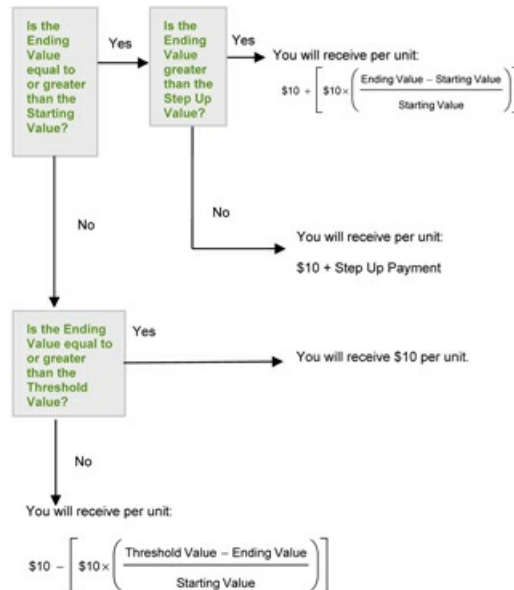 Is the
Ending
Value
equal to
or greater
than the
Starting
Value?
Yes
Is the
Ending
Value
greater
than the
Step Up
Value?
Yes
You will receive per unit:
$10 + [ $10 × ( Ending Value – Starting Value
Starting Value ) ]
No
No
You will receive per unit:
$10 + Step Up Payment
Is the Ending
Value equal to
or greater
than the
Threshold
Value?
Yes
You will receive $10 per unit.
No
You will receive per unit:
$10 – [ $10 × ( Threshold Value – Ending Value
Starting Value ) ]